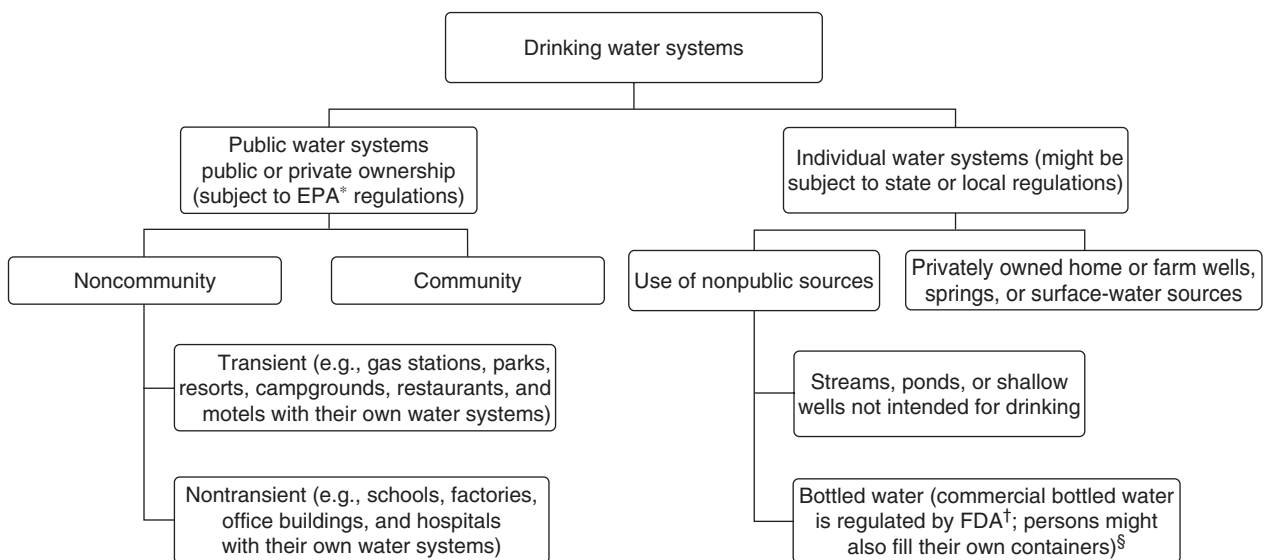 Drinking water systems
Public water systems
public or private ownership
(subject to EPA* regulations)
Individual water systems (might be
subject to state or local regulations)
Noncommunity
Community
Use of nonpublic sources
Privately owned home or farm wells,
springs, or surface-water sources
Transient (e.g., gas stations, parks,
resorts, campgrounds, restaurants, and
motels with their own water systems)
Streams, ponds, or shallow
wells not intended for drinking
Nontransient (e.g., schools, factories,
office buildings, and hospitals
with their own water systems)
Bottled water (commercial bottled water
is regulated by FDA†; persons might
also fill their own containers)§